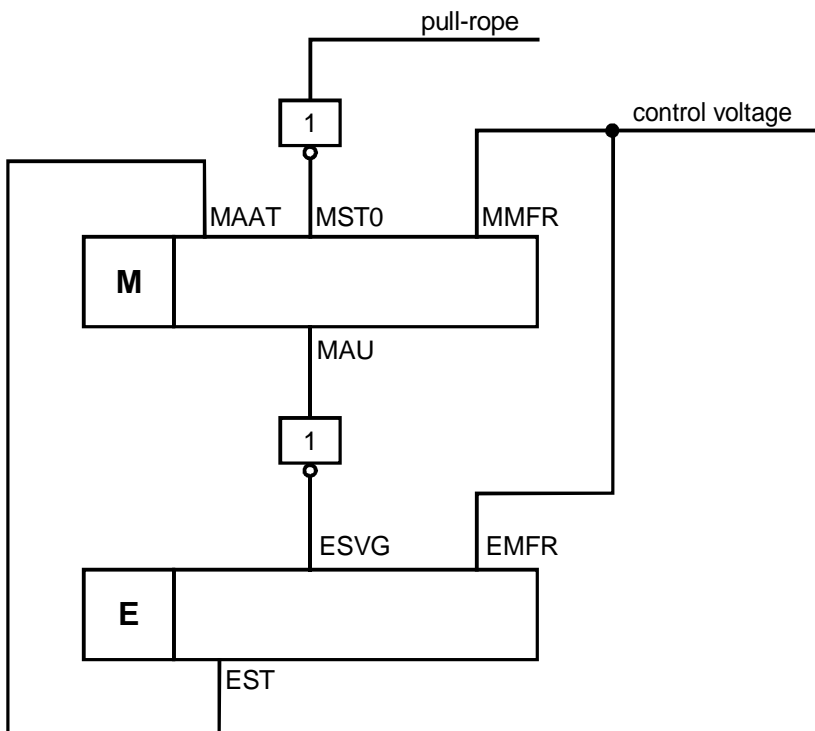 pull-rope
control voltage
1
MAAT
MST0
MMFR
M
MAU
1
ESVG
EMFR
E
EST